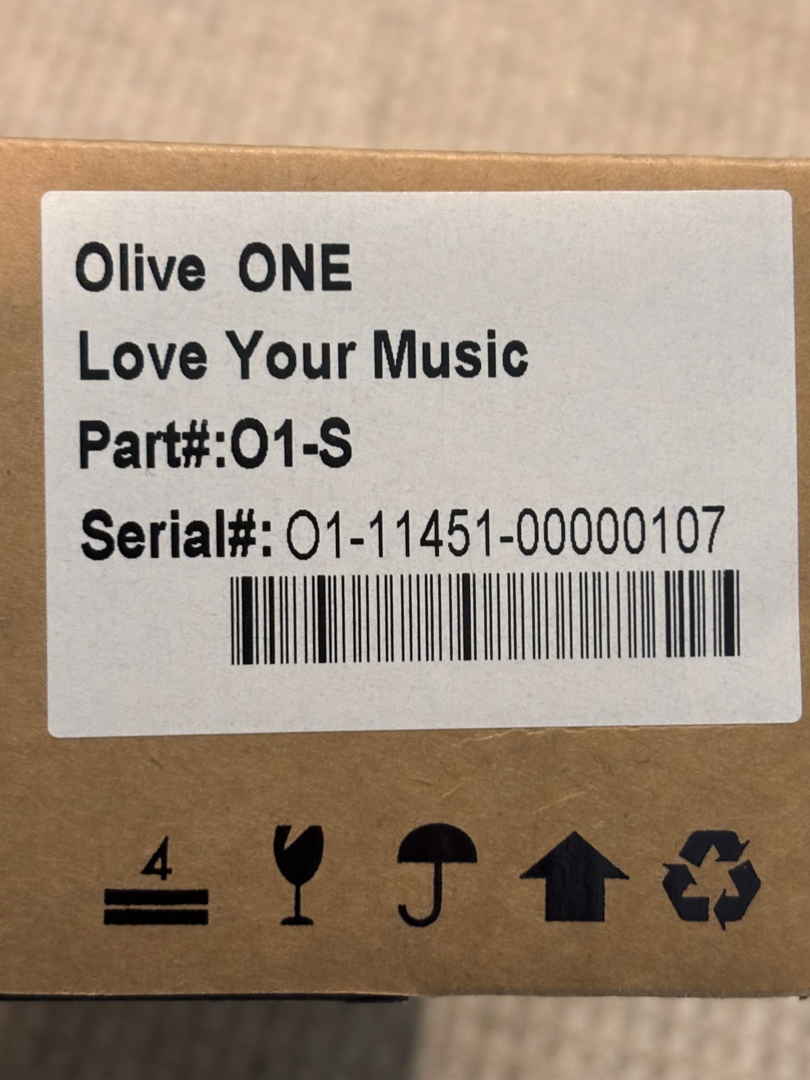 Olive ONE
Love Your Music
Part#:O1-S
Serial#: O1-11451-00000107
4